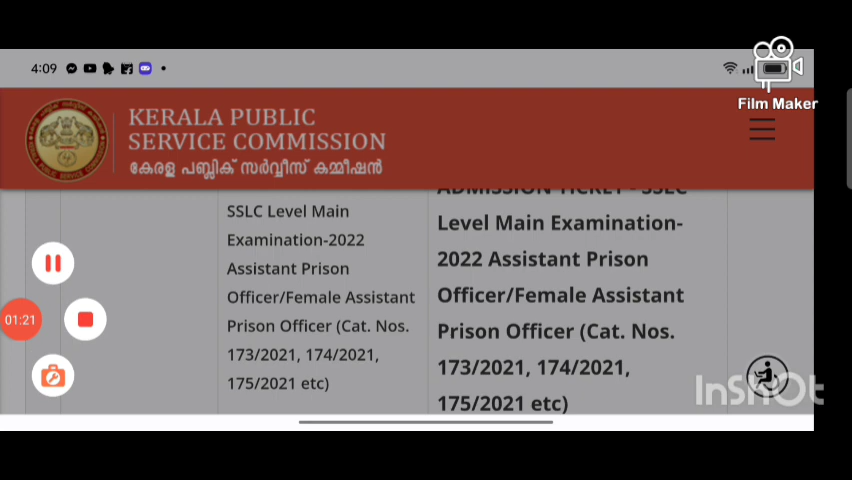 4:09
Film Maker
KERALA PUBLIC
SERVICE COMMISSION
കേരള പബ്ലിക് സർവ്വീസ് കമ്മീഷൻ
SSLC Level Main
Examination-2022
Assistant Prison
Officer/Female Assistant
Prison Officer (Cat. Nos.
173/2021, 174/2021,
175/2021 etc)
ADMISSION TICKET - SSLC
Level Main Examination-
2022 Assistant Prison
Officer/Female Assistant
Prison Officer (Cat. Nos.
173/2021, 174/2021,
175/2021 etc)
01:21
InShOt